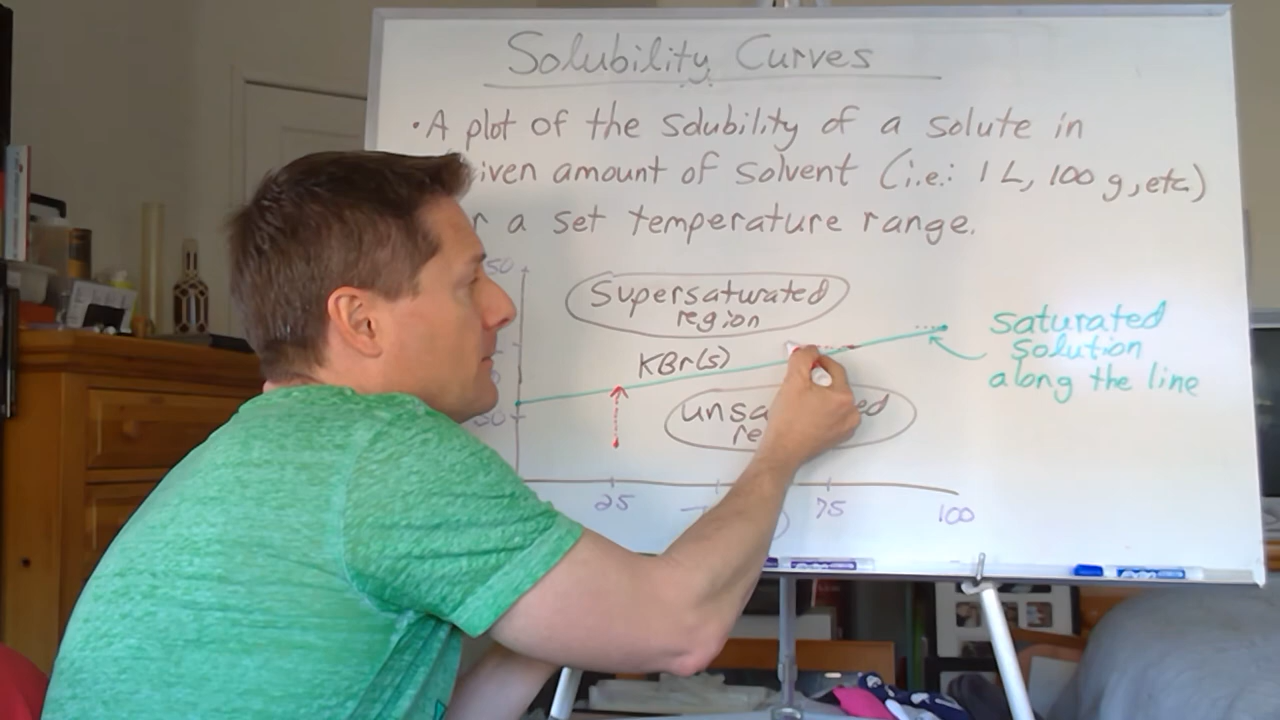 Solubility Curves
• A plot of the solubility of a solute in
amount of solvent (i.e.: 1 L, 100 g, etc)
a set temperature range.
Supersaturated
region
KBr(s)
saturated
solution
along the line
25
75
100